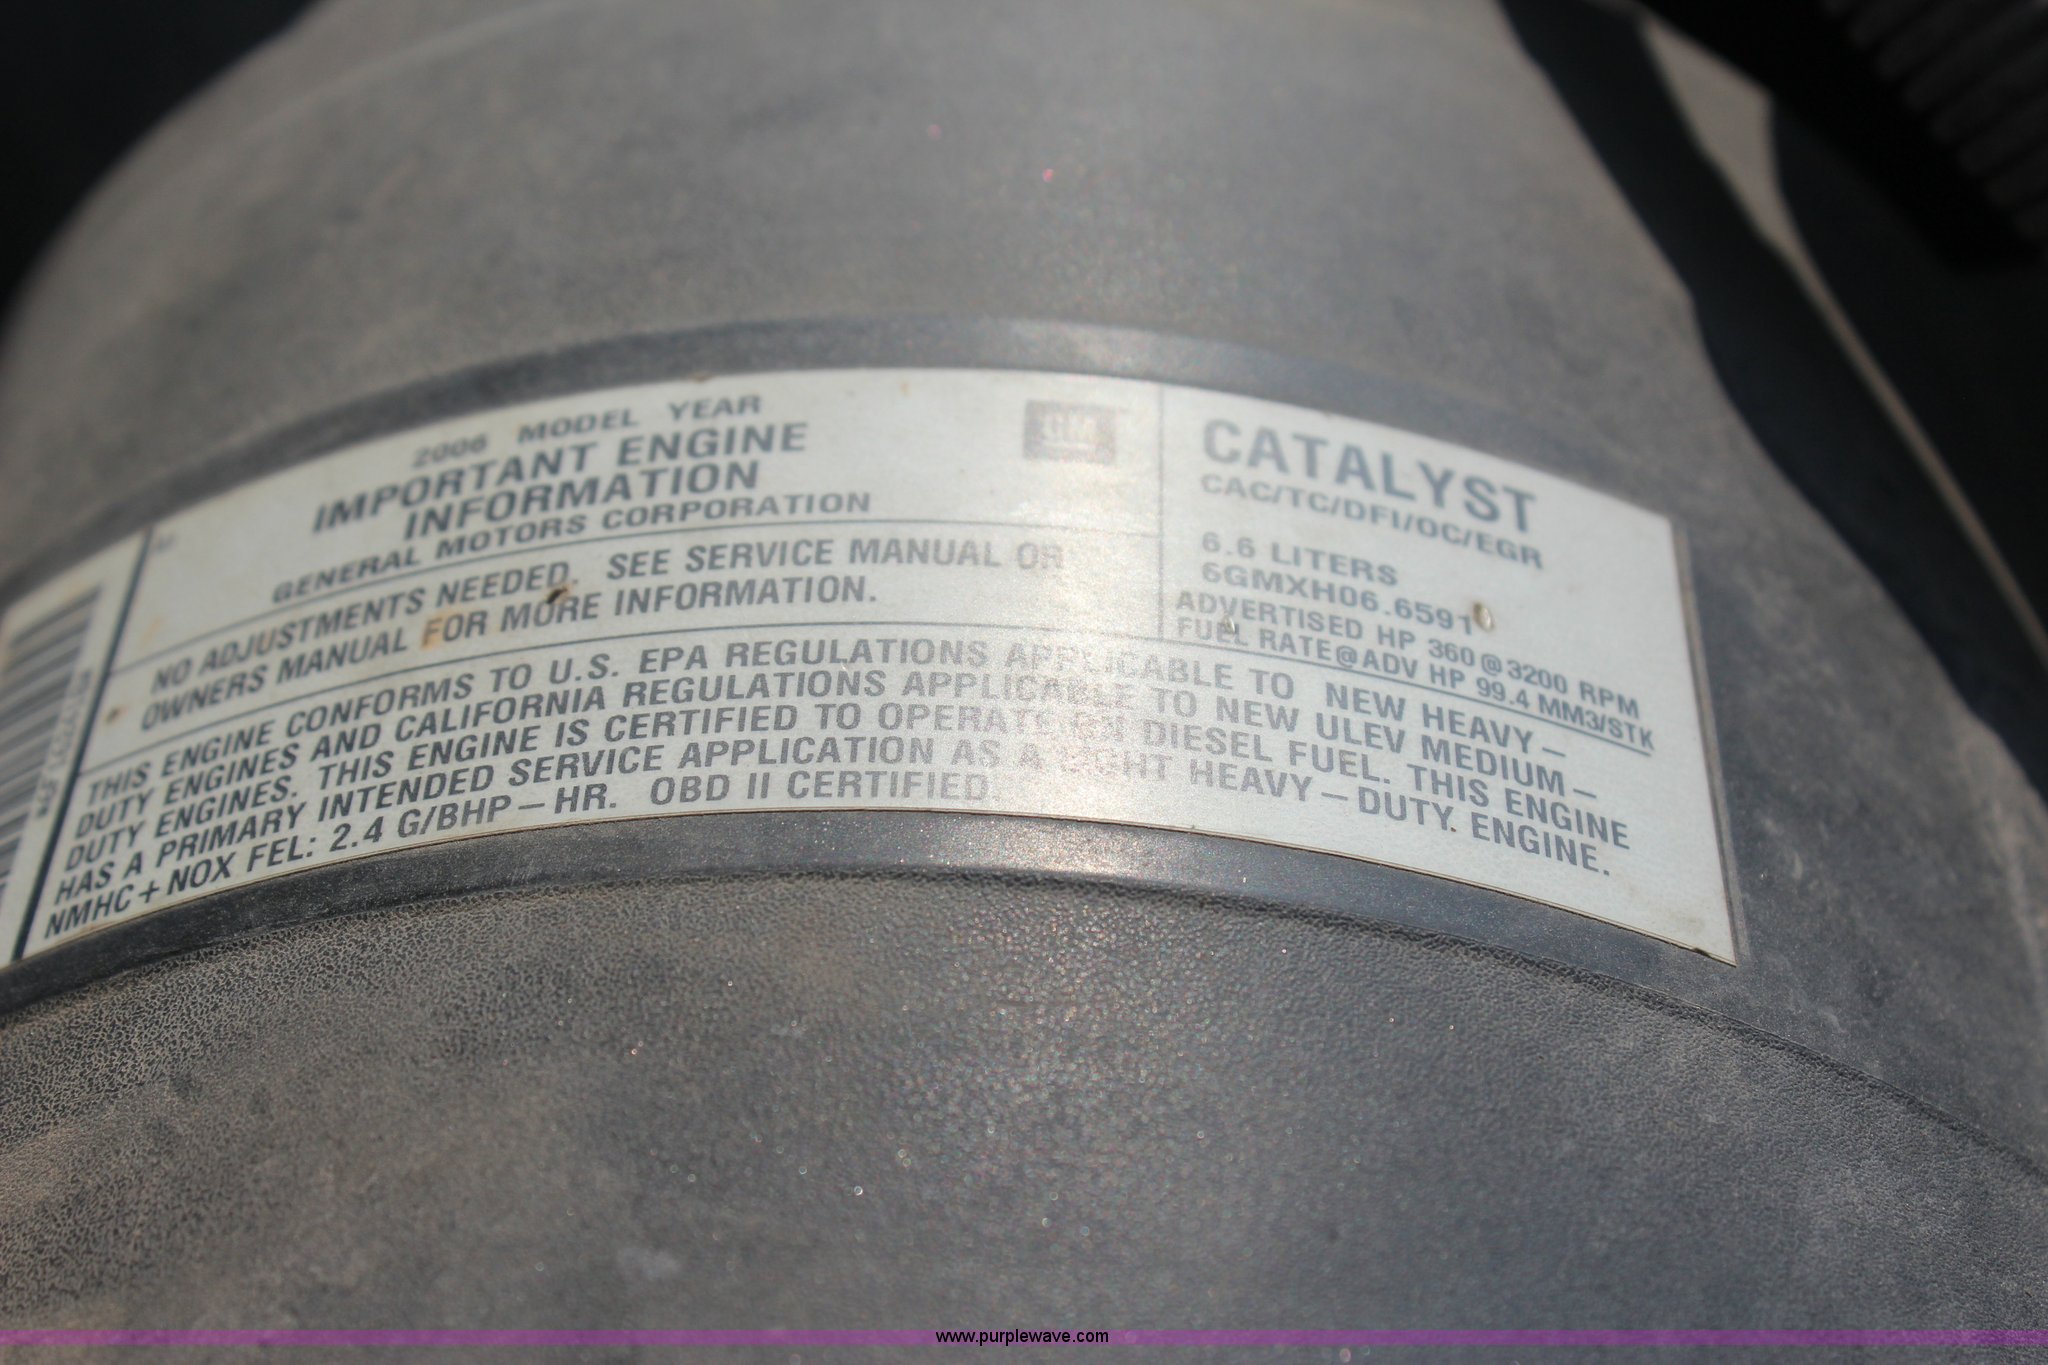 2006 MODEL YEAR
IMPORTANT ENGINE
INFORMATION
GENERAL MOTORS CORPORATION
GM
NO ADJUSTMENTS NEEDED. SEE SERVICE MANUAL OR
OWNERS MANUAL FOR MORE INFORMATION.
CATALYST
CAC/TC/DFI/OC/EGR
6.6 LITERS
6GMXH06.6591
ADVERTISED HP 360@3200 RPM
FUEL RATE@ADV HP 99.4 MM3/STK
THIS ENGINE CONFORMS TO U.S. EPA REGULATIONS APPLICABLE TO NEW HEAVY—
DUTY ENGINES AND CALIFORNIA REGULATIONS APPLICABLE TO NEW ULEV MEDIUM—
DUTY ENGINES. THIS ENGINE IS CERTIFIED TO OPERATE ON DIESEL FUEL. THIS ENGINE
HAS A PRIMARY INTENDED SERVICE APPLICATION AS A LIGHT HEAVY—DUTY ENGINE.
NMHC+NOX FEL: 2.4 G/BHP—HR. OBD II CERTIFIED.
www.purplewave.com